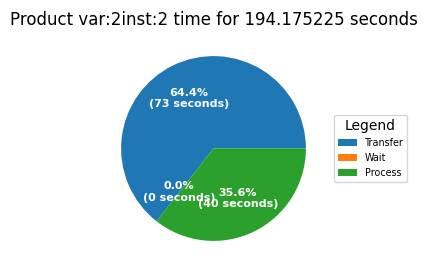 Product var:2inst:2 time for 194.175225 seconds
64.4%
(73 seconds)
0.0%
(0 seconds)
35.6%
(40 seconds)
Legend
Transfer
Wait
Process